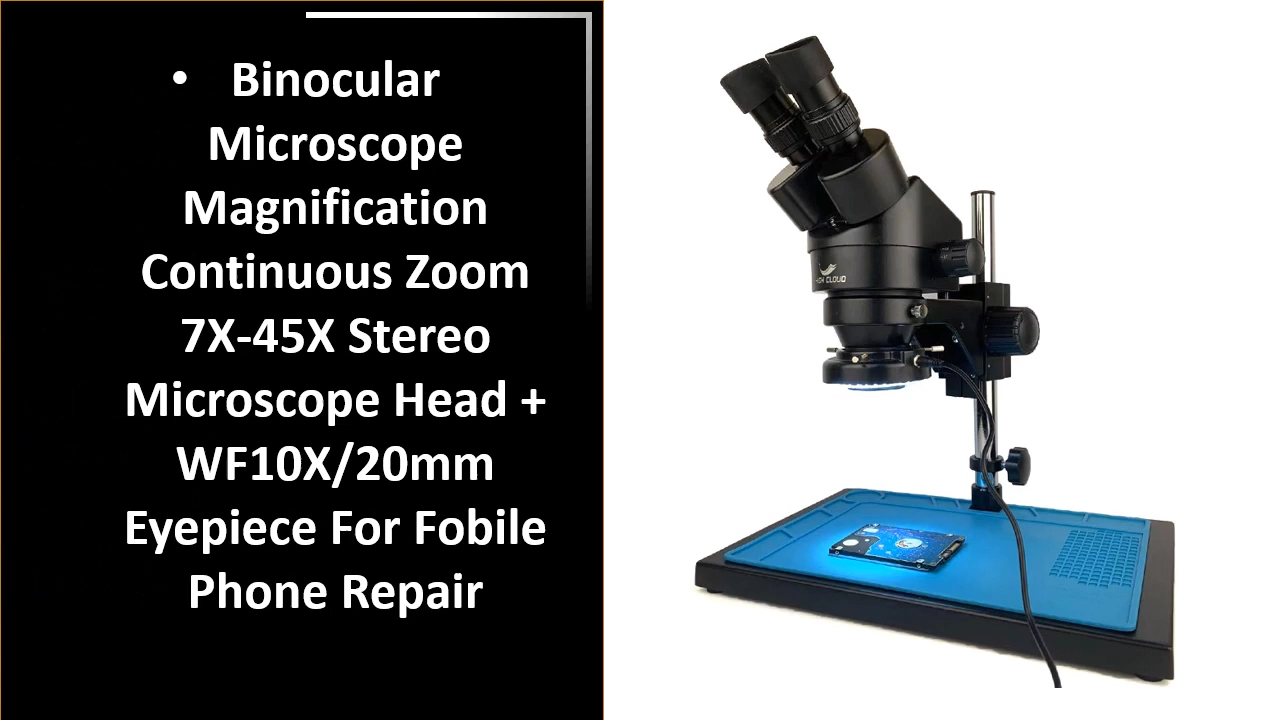 • Binocular
Microscope
Magnification
Continuous Zoom
7X-45X Stereo
Microscope Head +
WF10X/20mm
Eyepiece For Fobile
Phone Repair
CLOUD